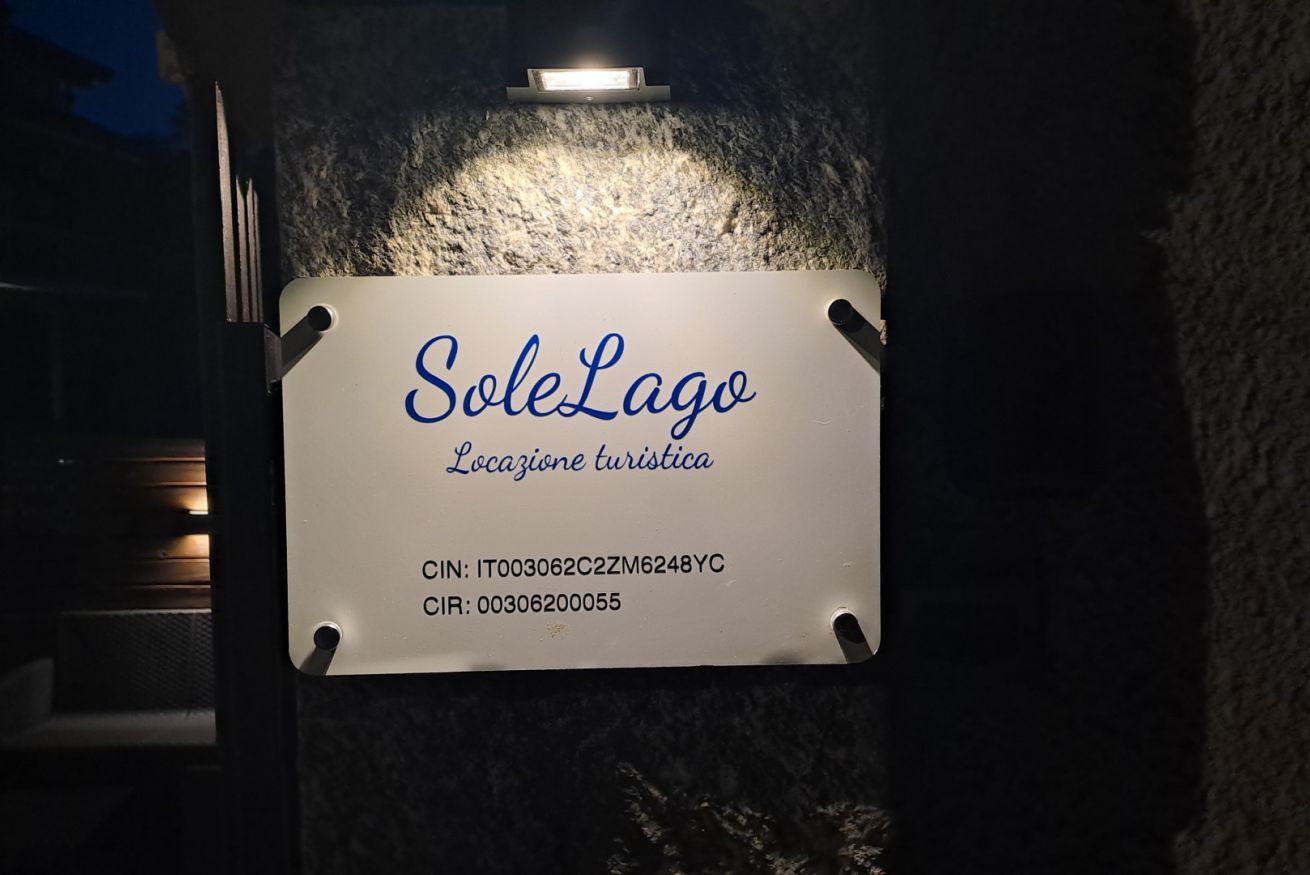 SoleLago
Locazione turistica
CIN: IT003062C2ZM6248YC
CIR: 00306200055